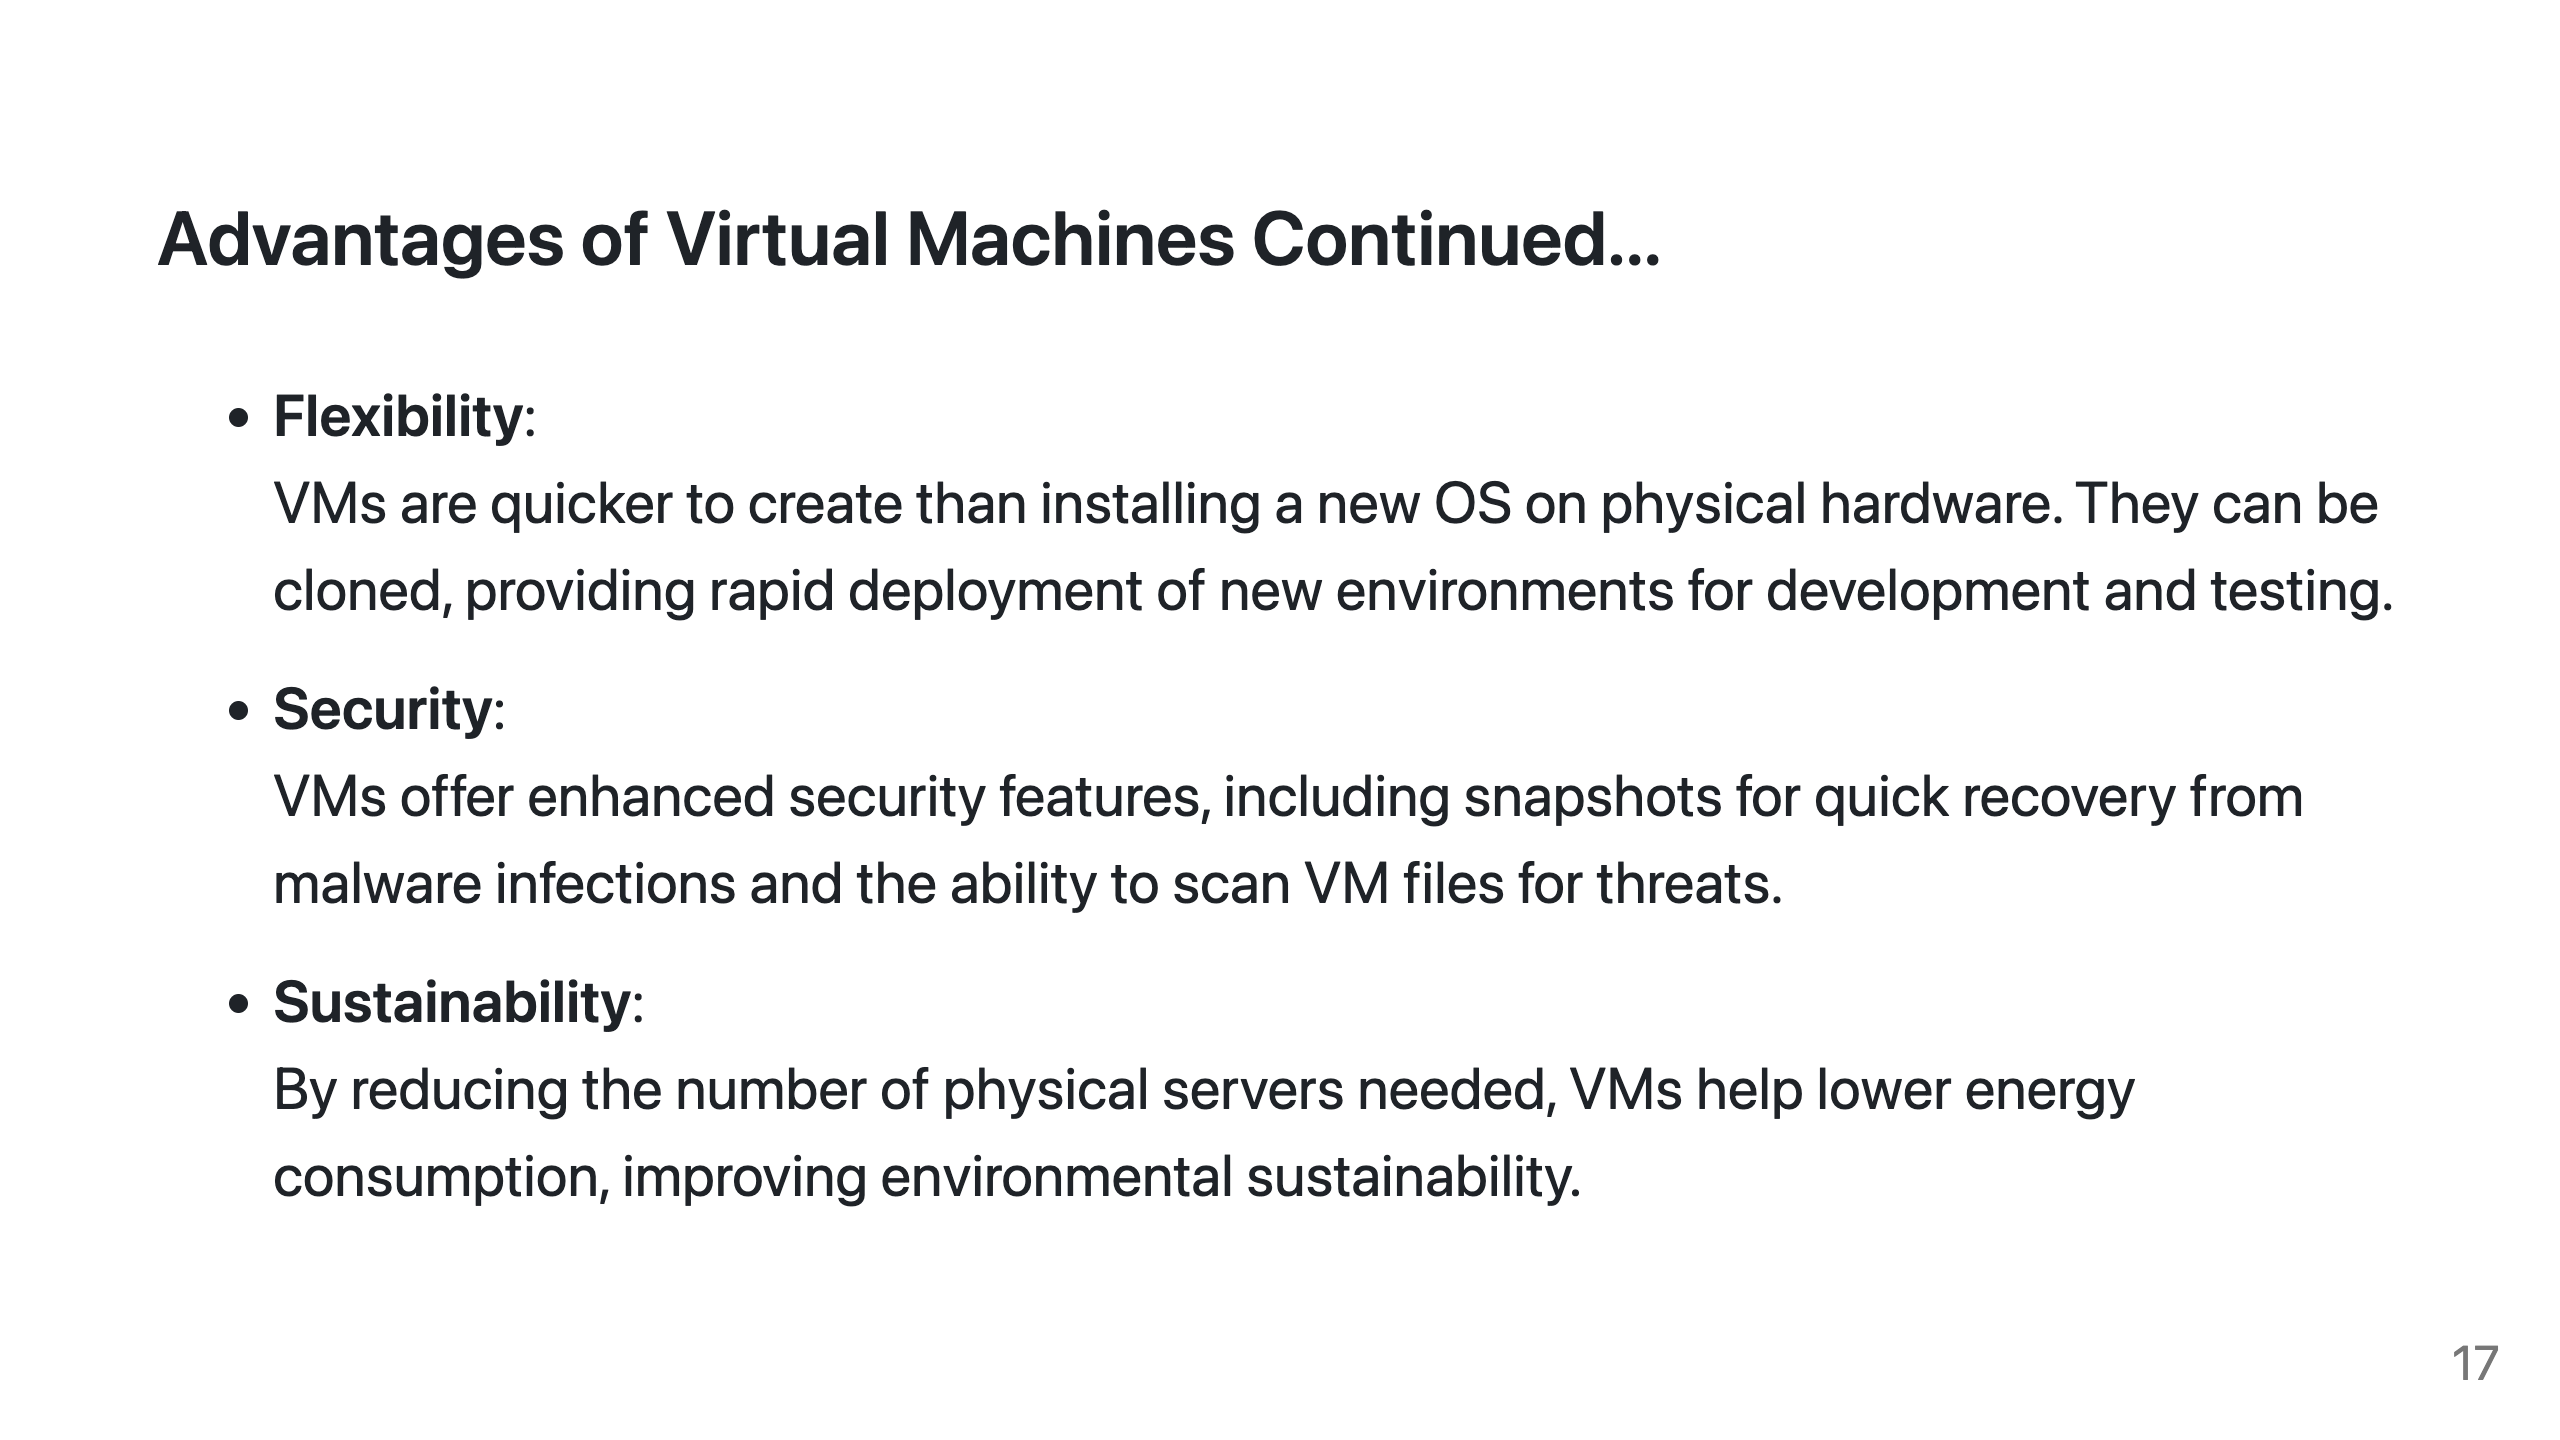 Advantages of Virtual Machines Continued...
• Flexibility:
VMs are quicker to create than installing a new OS on physical hardware. They can be
cloned, providing rapid deployment of new environments for development and testing.
• Security:
VMs offer enhanced security features, including snapshots for quick recovery from
malware infections and the ability to scan VM files for threats.
• Sustainability:
By reducing the number of physical servers needed, VMs help lower energy
consumption, improving environmental sustainability.
17